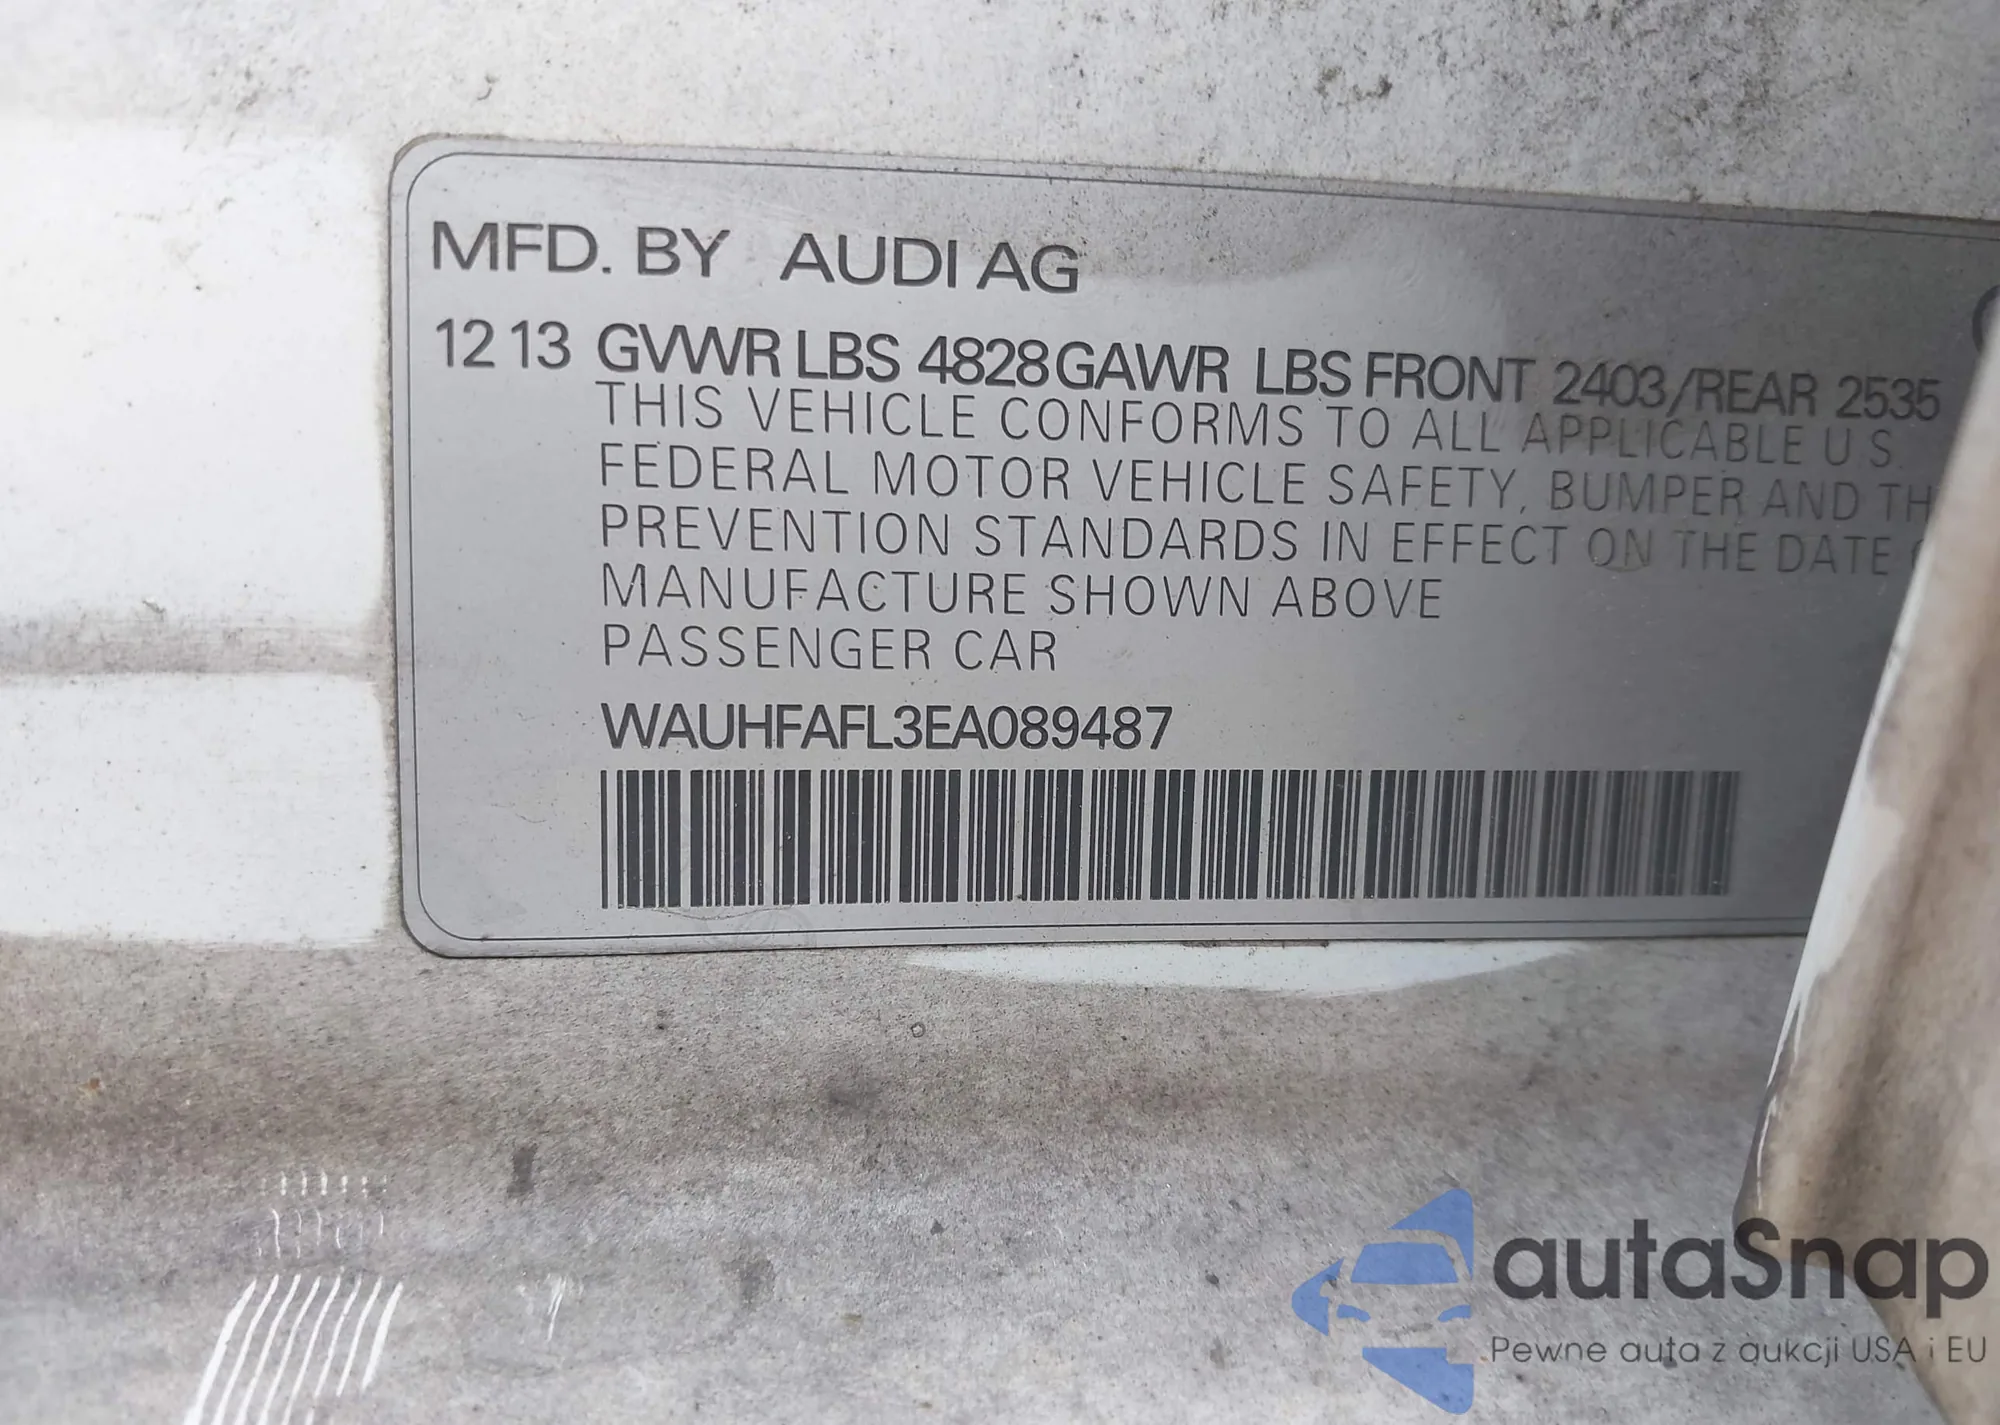 MFD. BY AUDI AG
12 13 GVWR LBS 4828 GAWR LBS FRONT 2403/REAR 2535
THIS VEHICLE CONFORMS TO ALL APPLICABLE U S.
FEDERAL MOTOR VEHICLE SAFETY, BUMPER AND TH
PREVENTION STANDARDS IN EFFECT ON THE DATE
MANUFACTURE SHOWN ABOVE
PASSENGER CAR
WAUHFAFL3EA089487
autaSnap
Pewne auta z aukcji USA i EU